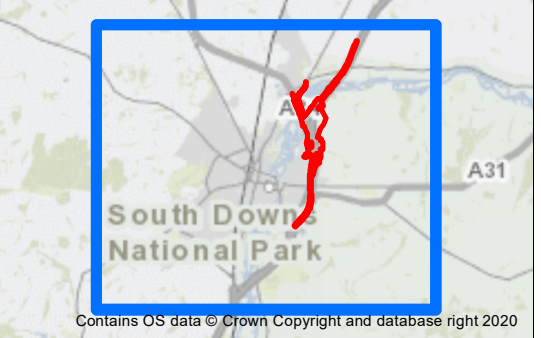 A31
South Downs
National Park
Contains OS data © Crown Copyright and database right 2020